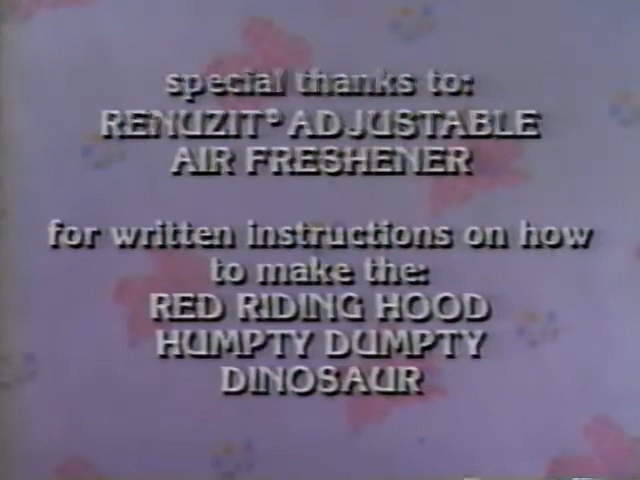 special thanks to:
RENUZIT® ADJUSTABLE
AIR FRESHENER
for written instructions on how
to make the:
RED RIDING HOOD
HUMPTY DUMPTY
DINOSAUR